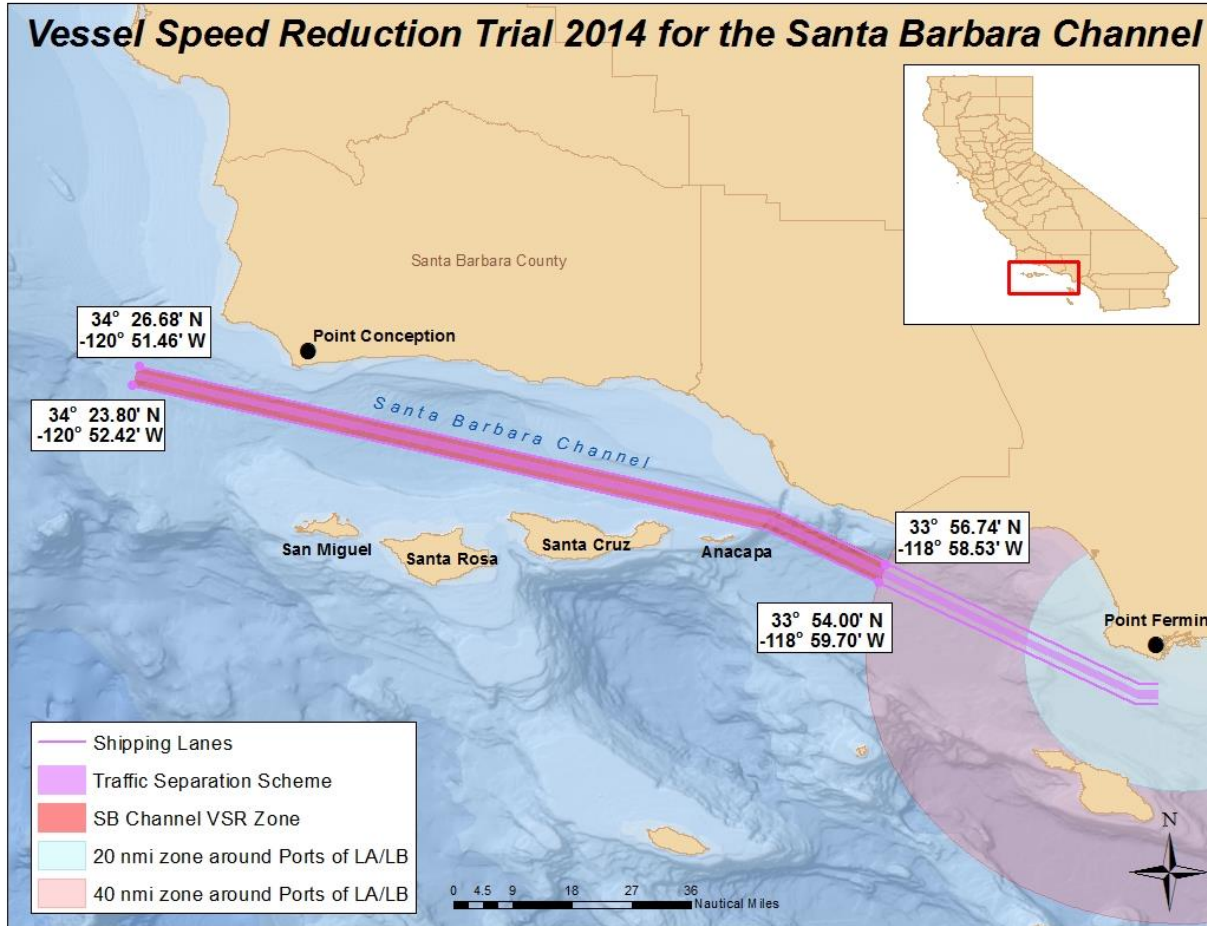 Vessel Speed Reduction Trial 2014 for the Santa Barbara Channel
Santa Barbara County
34° 26.68' N
-120° 51.46' W
Point Conception
34° 23.80' N
-120° 52.42' W
Santa Barbara Channel
San Miguel
Santa Rosa
Santa Cruz
Anacapa
33° 56.74' N
-118° 58.53' W
33° 54.00' N
-118° 59.70' W
Point Fermin
Shipping Lanes
Traffic Separation Scheme
SB Channel VSR Zone
20 nmi zone around Ports of LA/LB
40 nmi zone around Ports of LA/LB
0 4.5 9 18 27 36
Nautical Miles
N